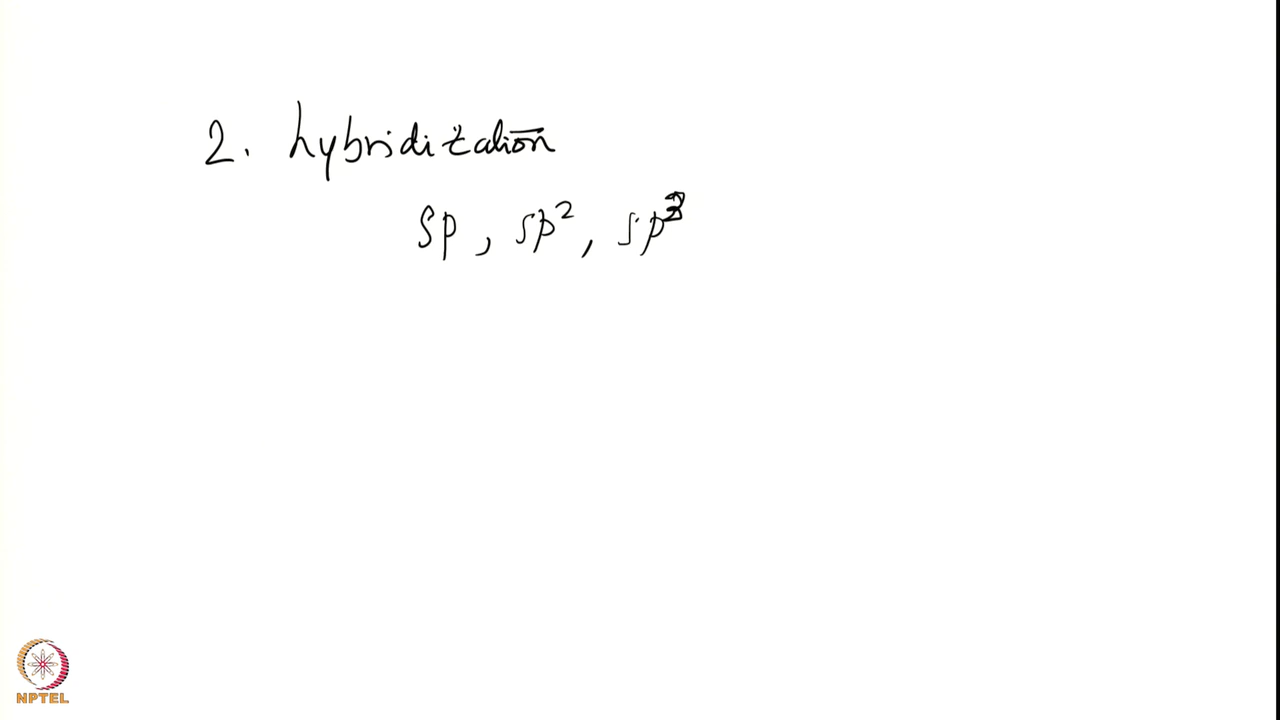 2. hybridization
sp, sp², sp³
NPTEL